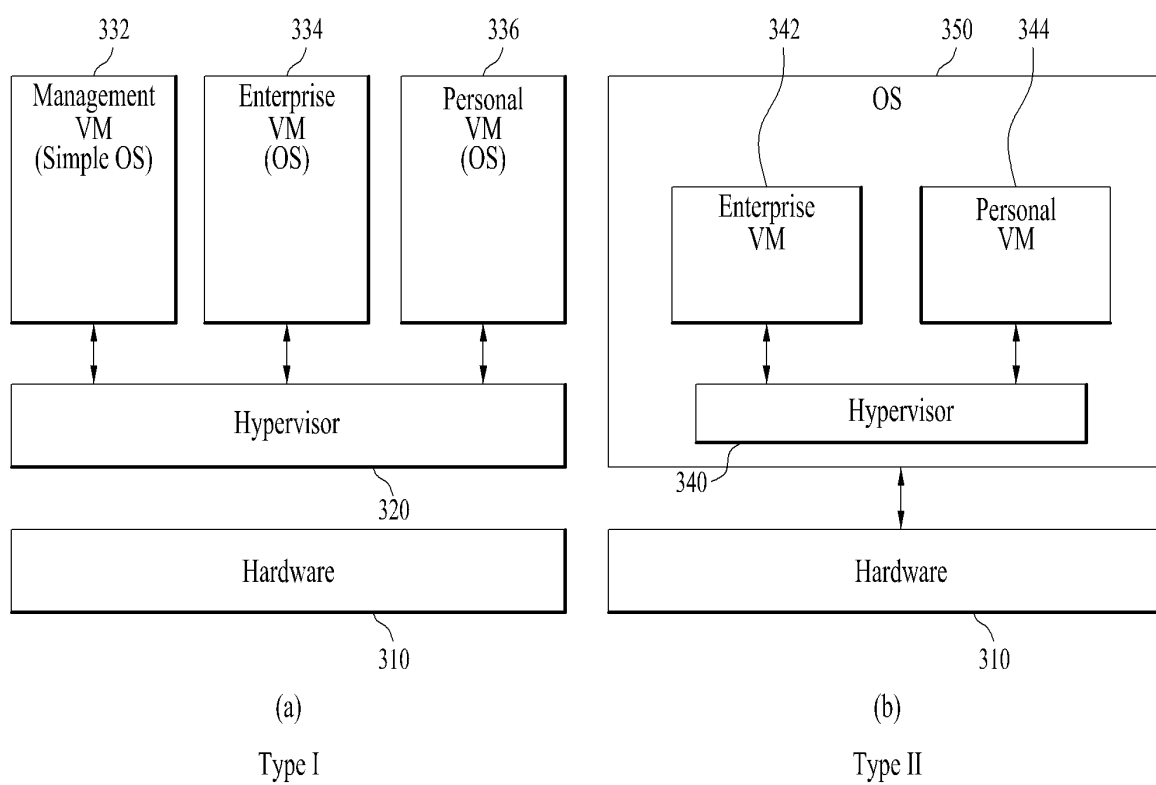 332
334
336
342
350
344
Management
VM
(Simple OS)
Enterprise
VM
(OS)
Personal
VM
(OS)
OS
Enterprise
VM
Personal
VM
Hypervisor
320
Hypervisor
340
Hardware
310
Hardware
310
(a)
(b)
Type I
Type II